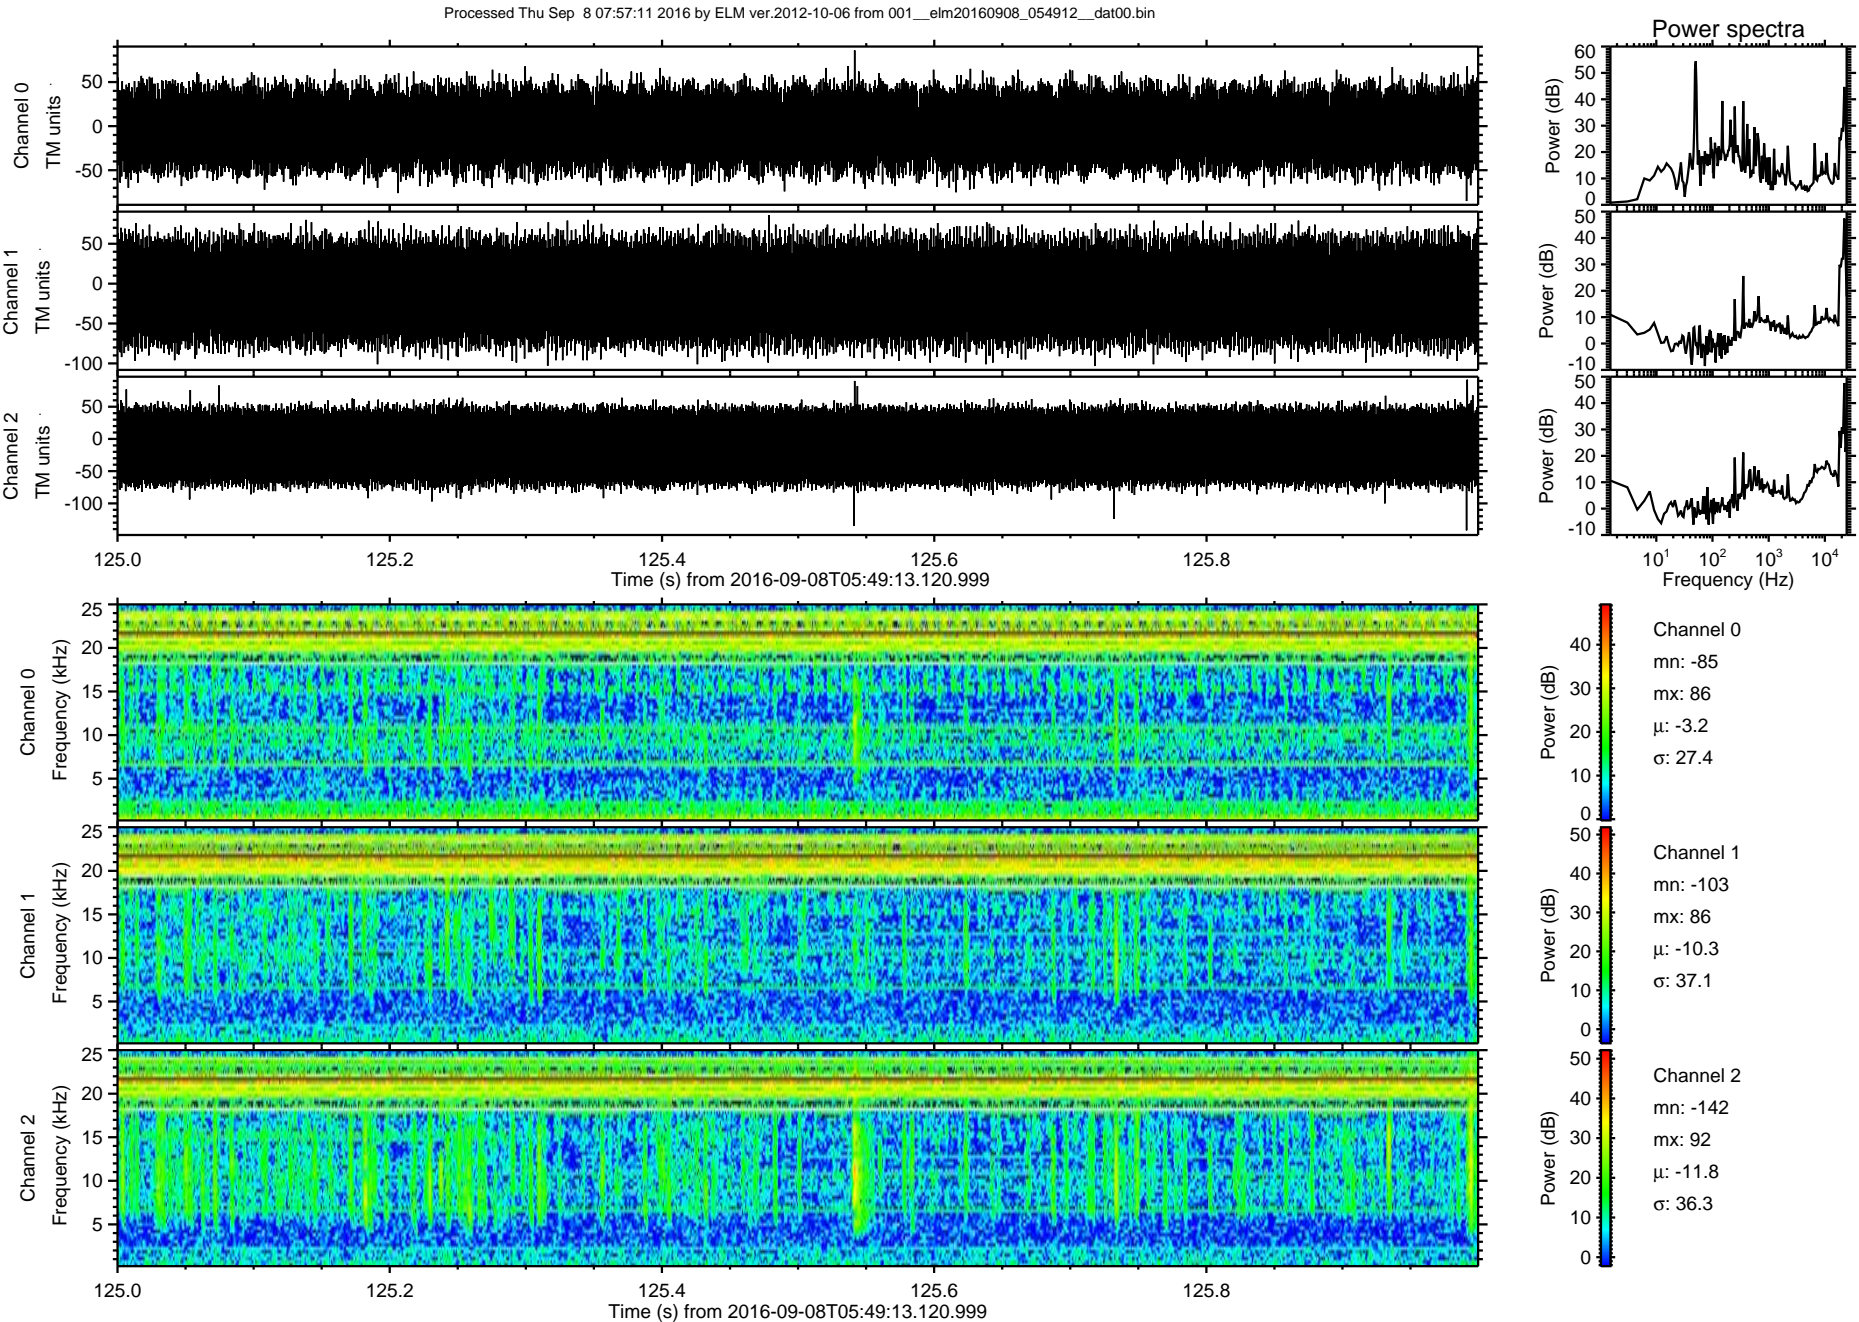 Processed Thu Sep  8 07:57:11 2016 by ELM ver.2012-10-06 from 001__elm20160908_054912__dat00.bin
Power spectra
Channel 0
TM units
50
0
-50
Power (dB)
60
50
40
30
20
10
0
Channel 1
TM units
50
0
-50
-100
Power (dB)
50
40
30
20
10
0
-10
Channel 2
TM units
50
0
-50
-100
Power (dB)
50
40
30
20
10
0
-10
125.0 125.2 125.4 125.6 125.8
Time (s) from 2016-09-08T05:49:13.120.999
10^1 10^2 10^3 10^4
Frequency (Hz)
Channel 0
Frequency (kHz)
25
20
15
10
5
Power (dB)
40
30
20
10
0
Channel 0
mn: -85
mx: 86
μ: -3.2
σ: 27.4
Channel 1
Frequency (kHz)
25
20
15
10
5
Power (dB)
50
40
30
20
10
0
Channel 1
mn: -103
mx: 86
μ: -10.3
σ: 37.1
Channel 2
Frequency (kHz)
25
20
15
10
5
Power (dB)
50
40
30
20
10
0
Channel 2
mn: -142
mx: 92
μ: -11.8
σ: 36.3
125.0 125.2 125.4 125.6 125.8
Time (s) from 2016-09-08T05:49:13.120.999